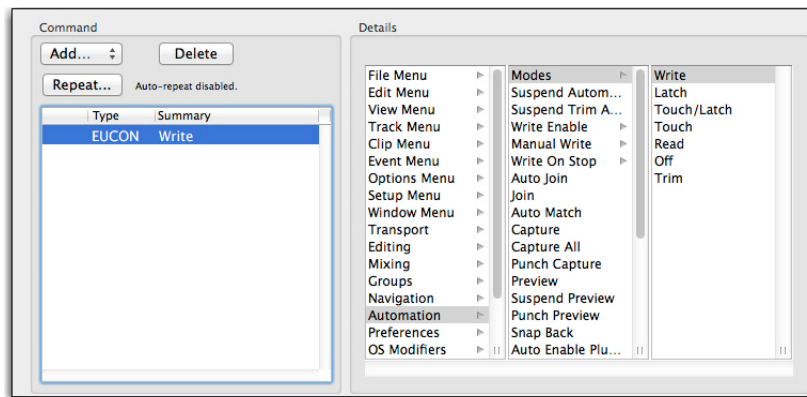 Command
Add...
Delete
Repeat...
Auto-repeat disabled.
Type
Summary
EUCON
Write
Details
File Menu
Edit Menu
View Menu
Track Menu
Clip Menu
Event Menu
Options Menu
Setup Menu
Window Menu
Transport
Editing
Mixing
Groups
Navigation
Automation
Preferences
OS Modifiers
Modes
Suspend Autom...
Suspend Trim A...
Write Enable
Manual Write
Write On Stop
Auto Join
Join
Auto Match
Capture
Capture All
Punch Capture
Preview
Suspend Preview
Punch Preview
Snap Back
Auto Enable Plu...
Write
Latch
Touch/Latch
Touch
Read
Off
Trim